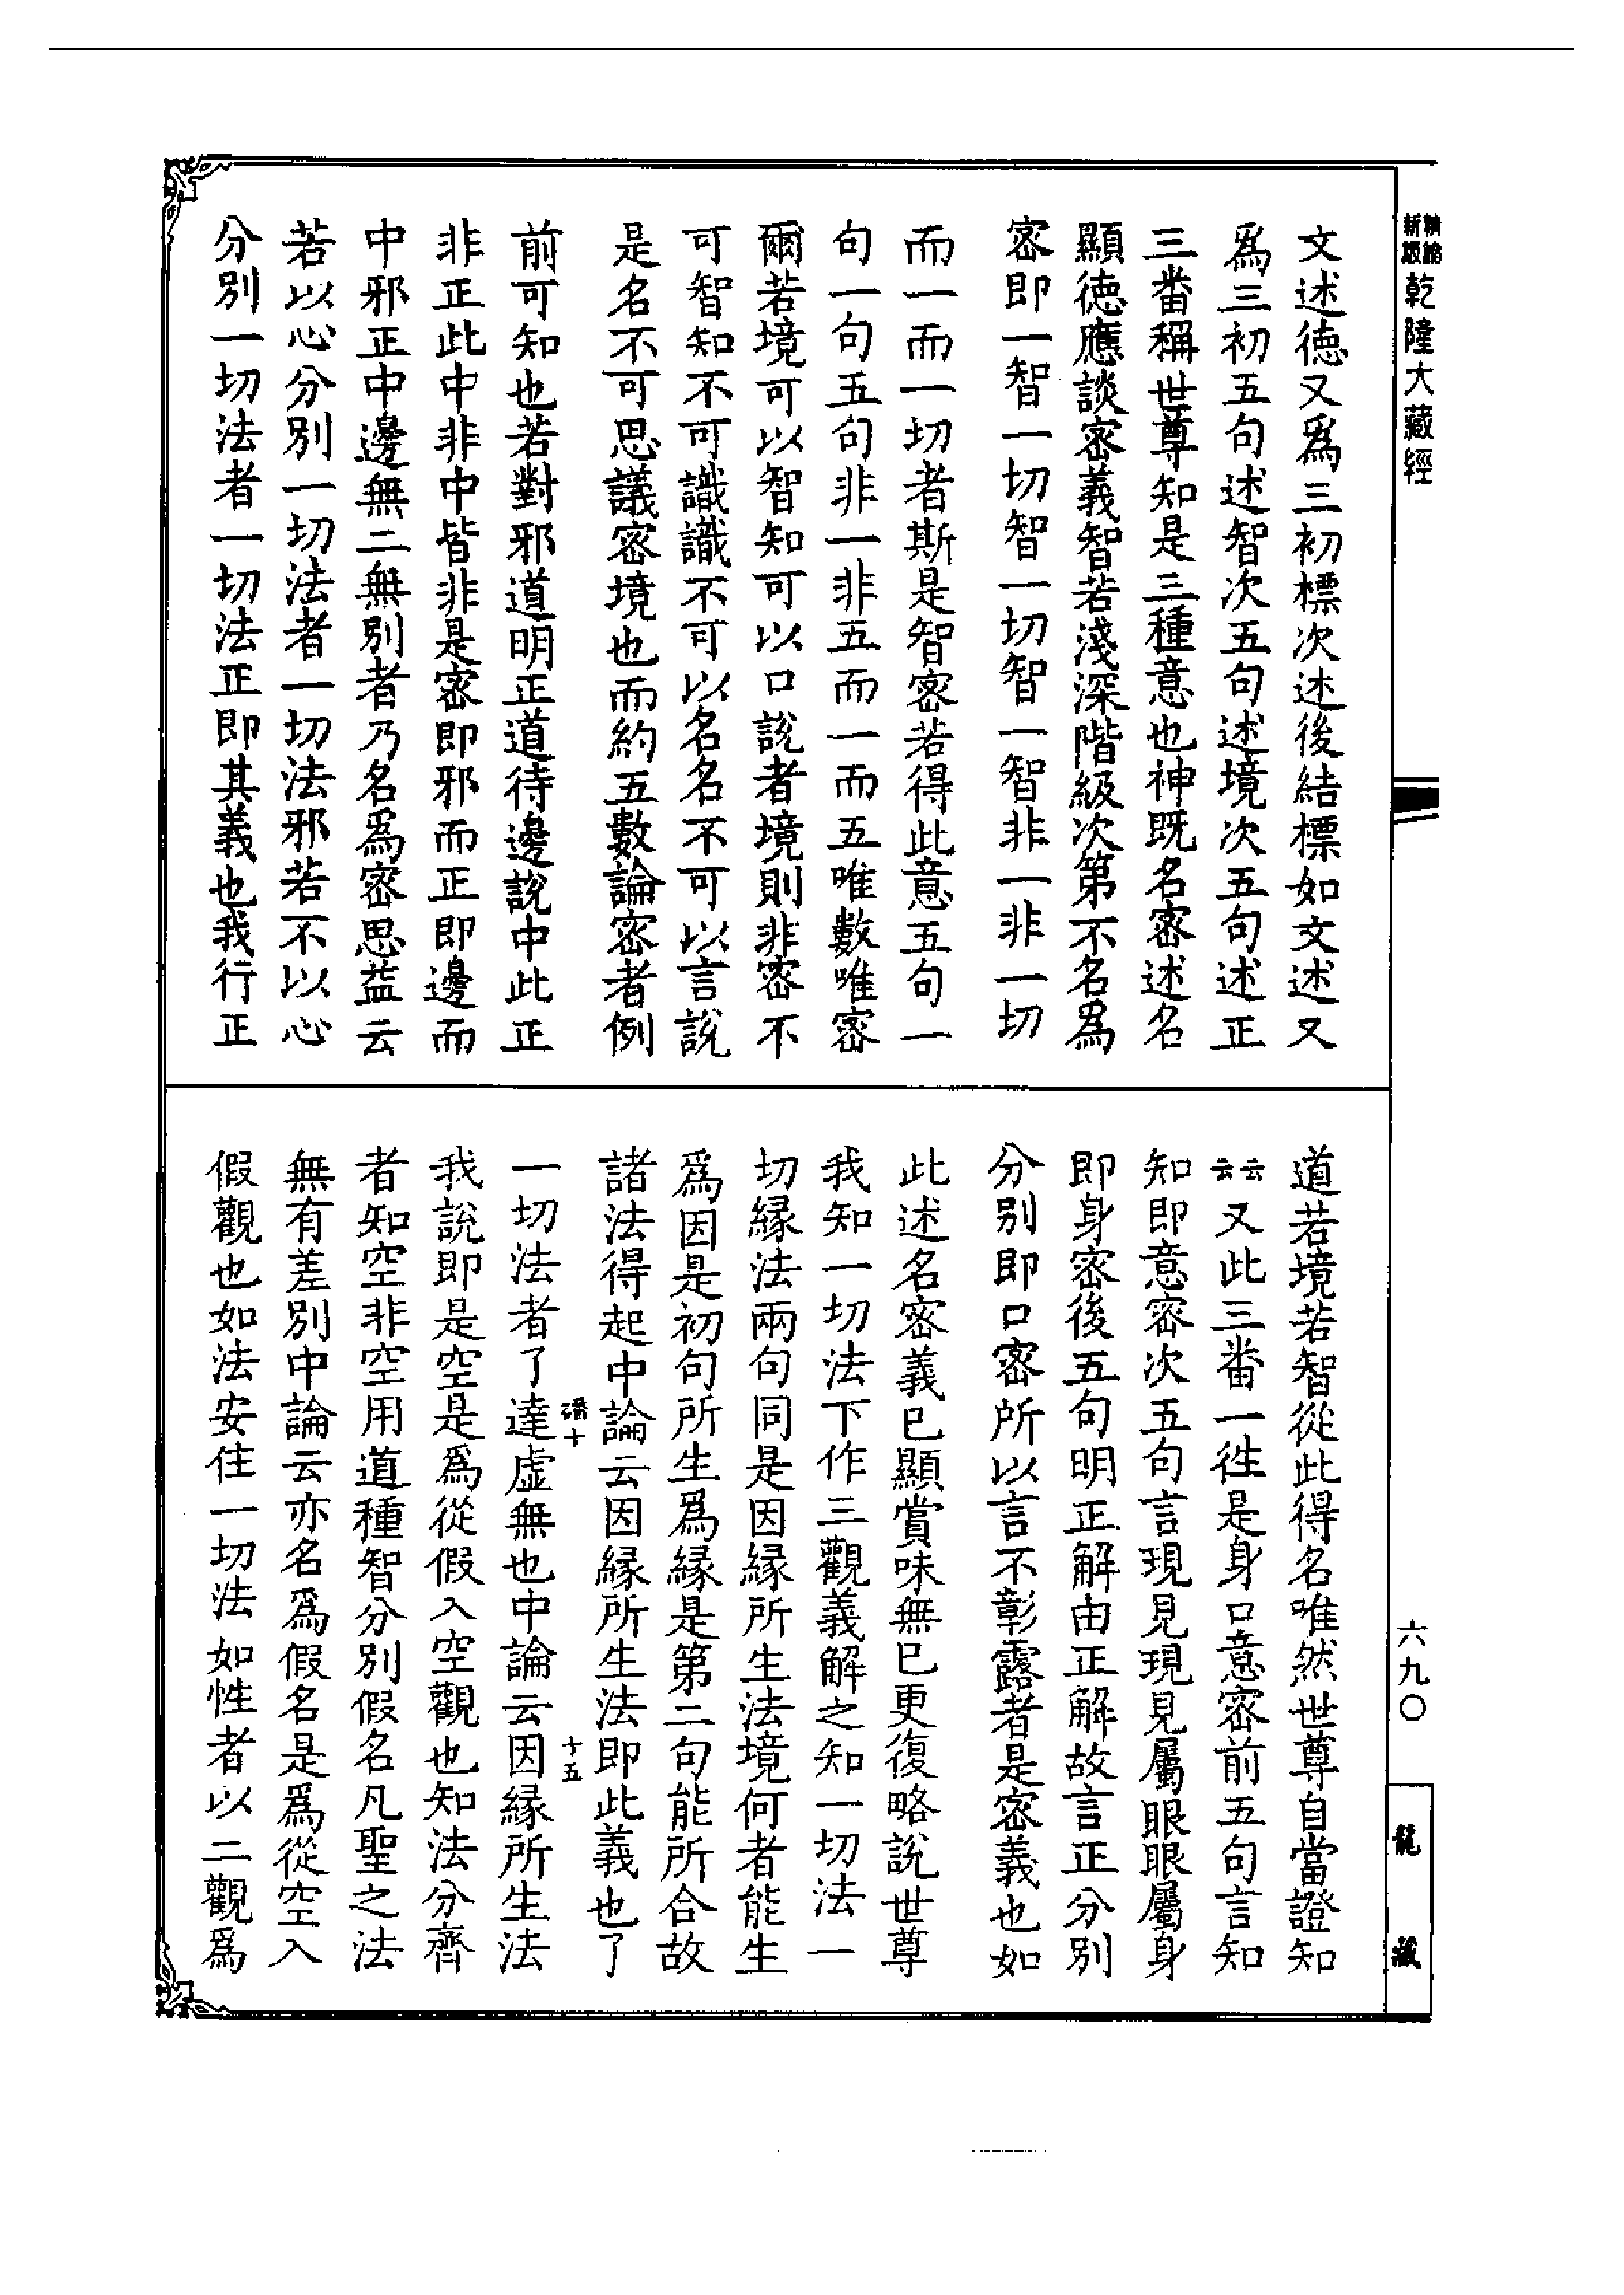 乾隆大藏經
文述德又爲三初標次述後結標如文述又
爲三初五句述智次五句述境次五句述正
三番稱世尊知是三種意也神既名密述名
顯德應談密義智若淺深階級次第不名爲
密即一智一切智一切智一智非一非一切
而一而一切者斯是智密若得此意五句一
句一句五句非一非五而一而五唯數唯密
爾若境可以智知可以口說者境則非密不
可智知不可識識不可以名名不可以言說
是名不可思議密境也而約五數論密者例
前可知也若對邪道明正道待邊說中此正
非正此中非中皆非是密即邪而正即邊而
中邪正中邊無二無別者乃名爲密思益云
若以心分別一切法者一切法邪若不以心
分別一切法者一切法正即其義也我行正
道若境若智從此得名唯然世尊自當證知
云云又此三番一徃是身口意密前五句言知
知即意密次五句言現見現見屬眼眼屬身
即身密後五句明正解由正解故言正分別
分別即口密所以言不彰露者是密義也如
此述名密義已顯賞味無已更復略說世尊
我知一切法下作三觀義解之知一切法一
切緣法兩句同是因緣所生法境何者能生
爲因是初句所生爲緣是第二句能所合故
諸法得起中論云因緣所生法即此義也了
十五
一切法者了達虛無也中論云因緣所生法
我說即是空是爲從假入空觀也知法分齊
者知空非空用道種智分別假名凡聖之法
無有差別中論云亦名爲假名是爲從空入
假觀也如法安住一切法如性者以二觀爲
六九〇
龍藏